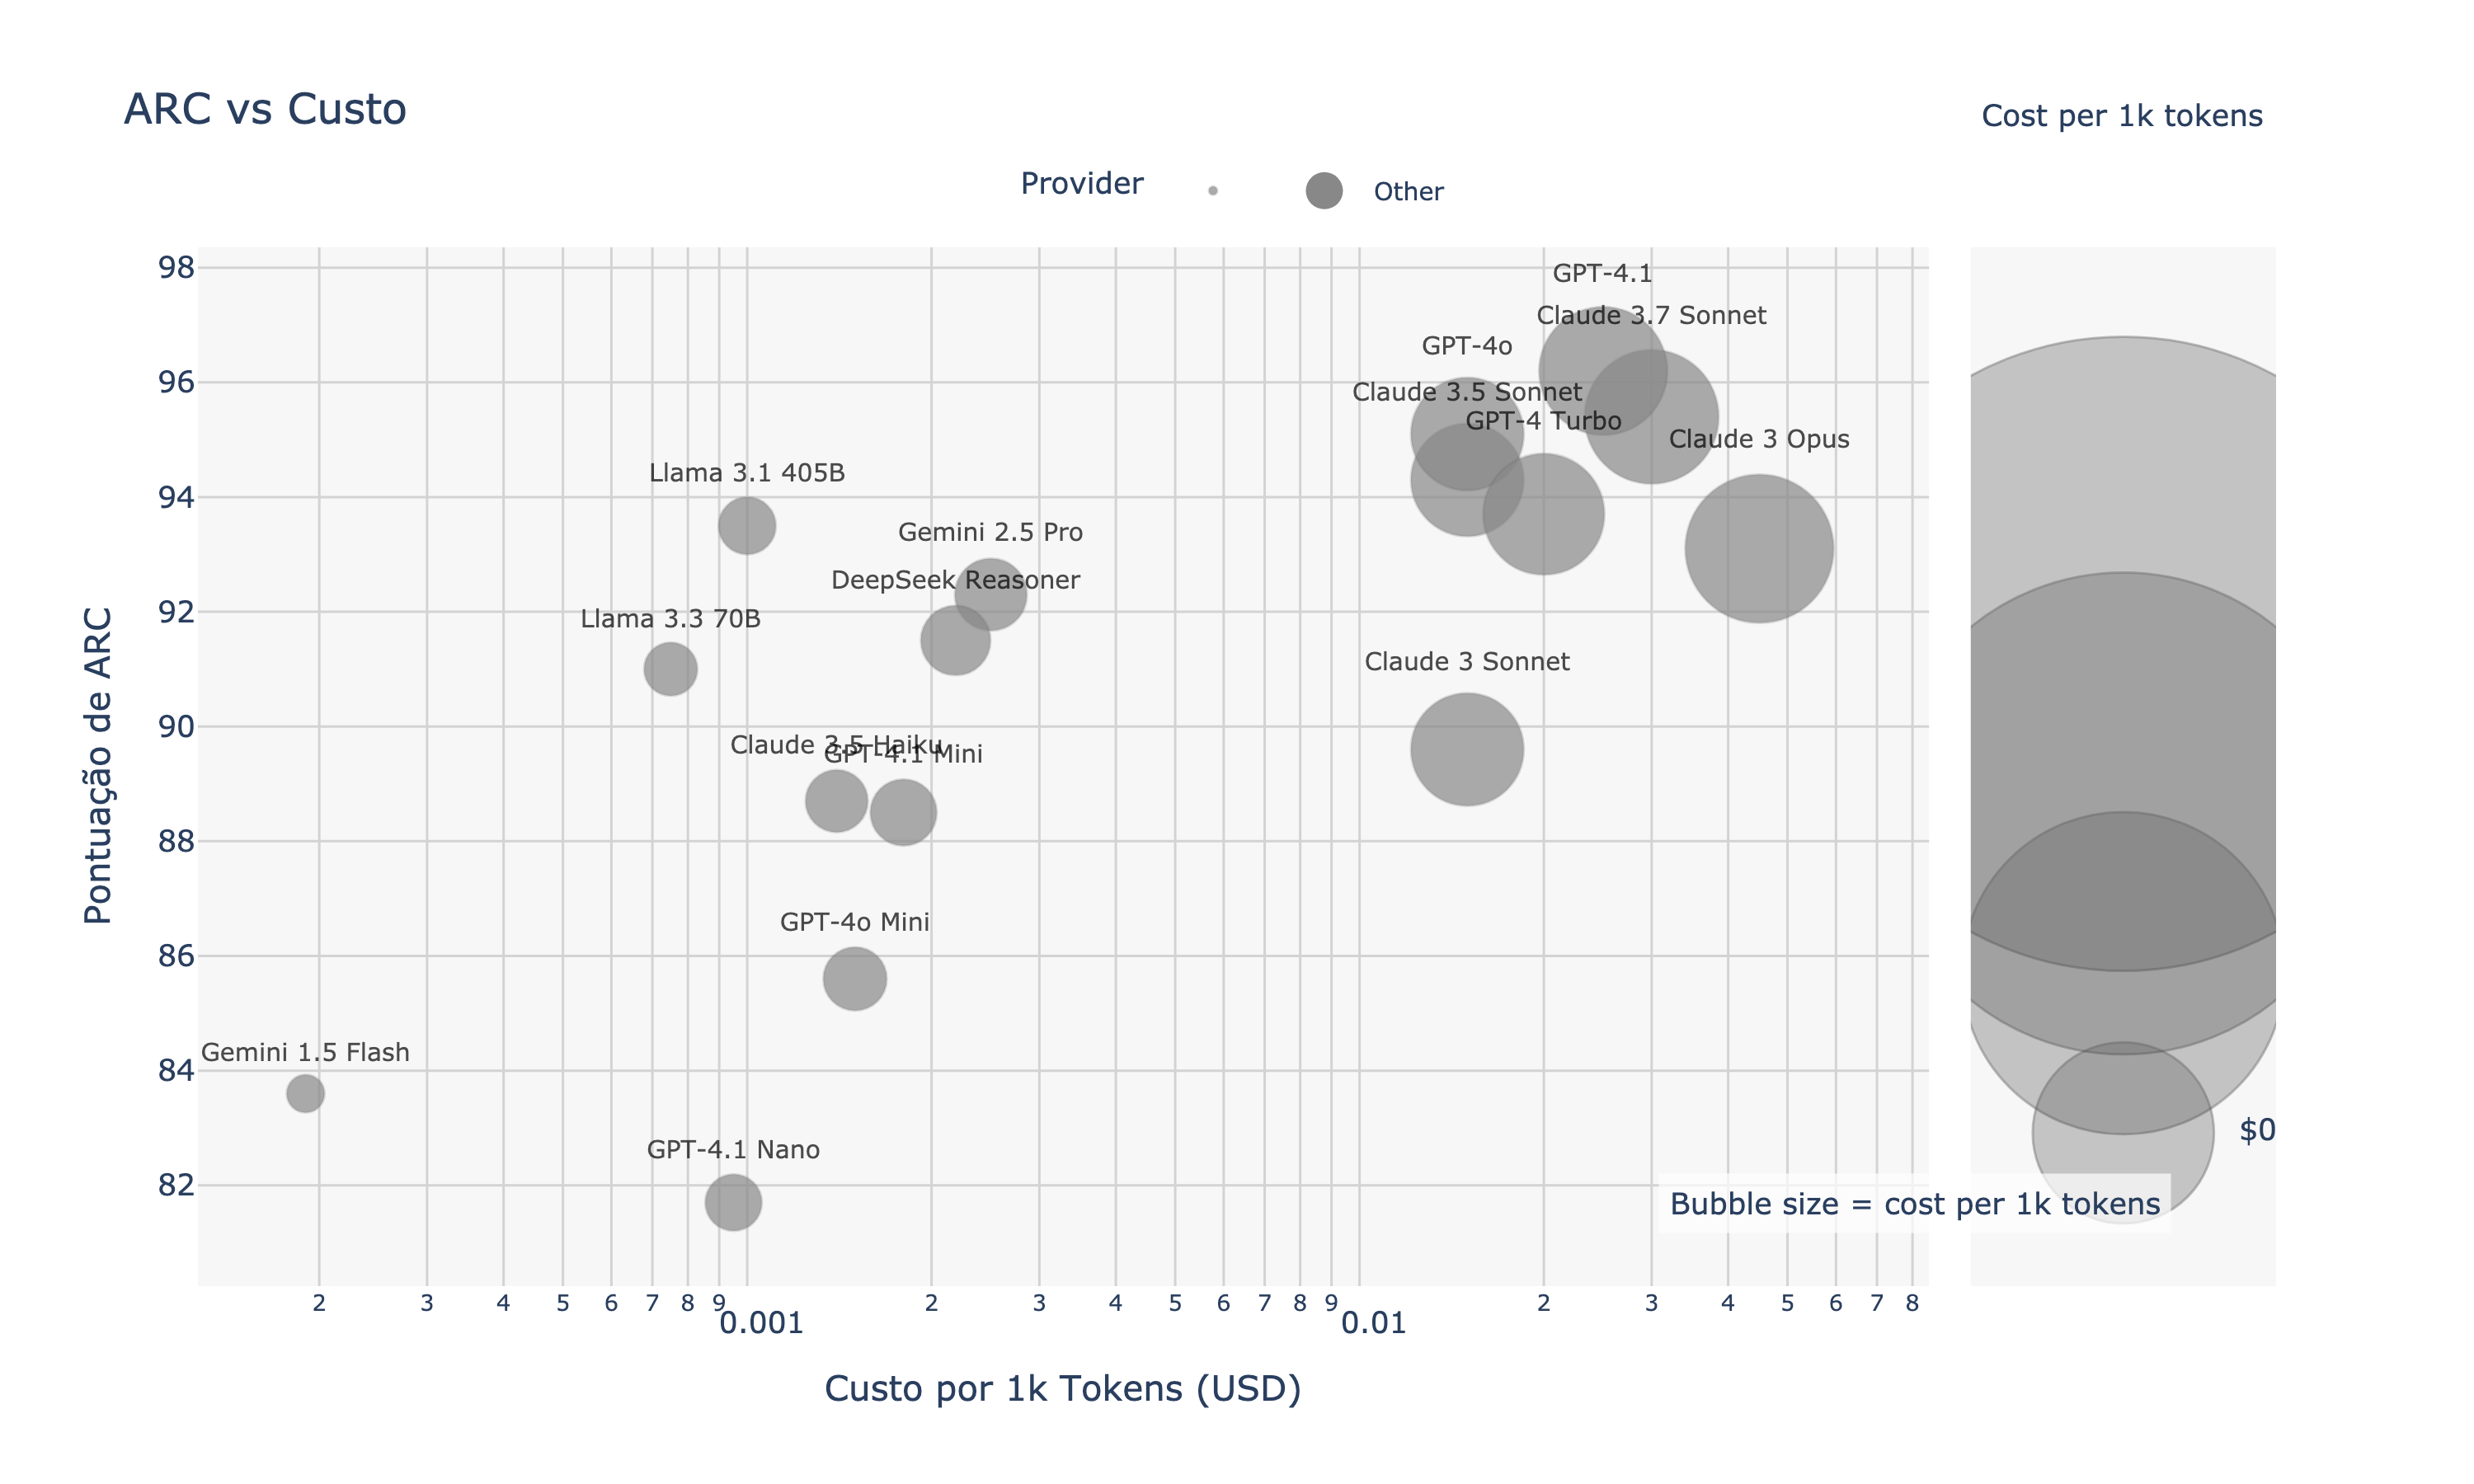 ARC vs Custo
Cost per 1k tokens
Provider
Other
98
96
94
92
90
88
86
84
82
Pontuação de ARC
GPT-4.1
Claude 3.7 Sonnet
GPT-4o
Claude 3.5 Sonnet
GPT-4 Turbo
Claude 3 Opus
Llama 3.1 405B
Gemini 2.5 Pro
DeepSeek Reasoner
Llama 3.3 70B
Claude 3 Sonnet
Claude 3.5 Haiku
GPT-4.1 Mini
GPT-4o Mini
Gemini 1.5 Flash
GPT-4.1 Nano
$0
Bubble size = cost per 1k tokens
2 3 4 5 6 7 8 9 2 3 4 5 6 7 8 9 2 3 4 5 6 7 8
0.001 0.01
Custo por 1k Tokens (USD)